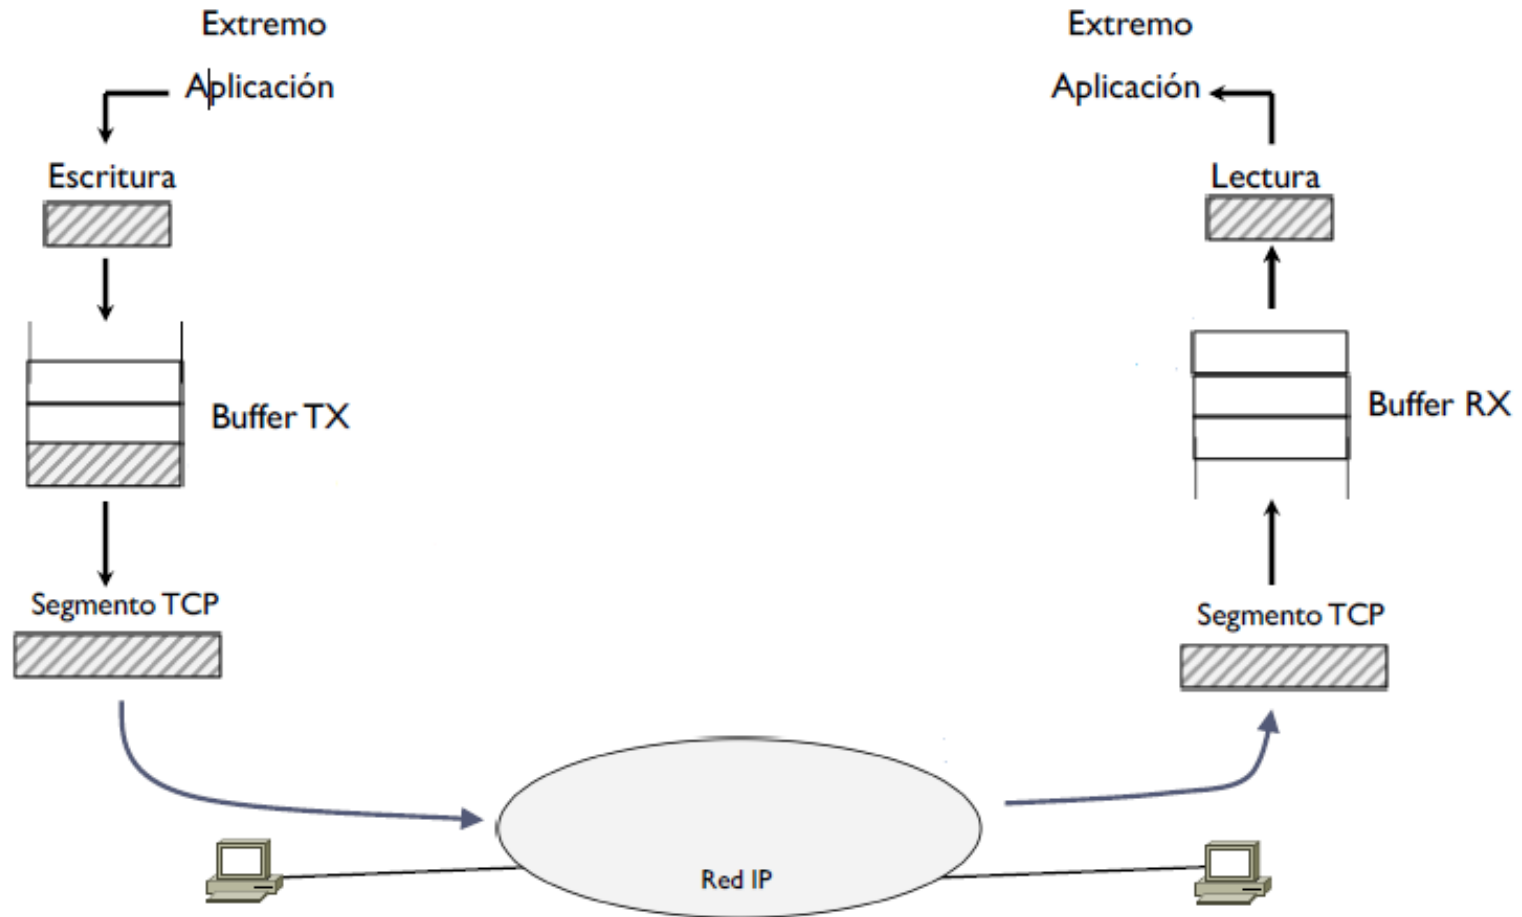 Extremo
Aplicación
Escritura
Buffer TX
Segmento TCP
Extremo
Aplicación
Lectura
Buffer RX
Segmento TCP
Red IP